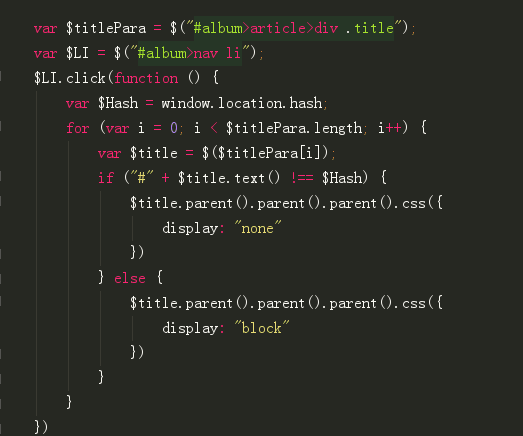 var $titlePara = $("#album>article>div .title");
var $LI = $("#album>nav li");
$LI.click(function () {
var $Hash = window.location.hash;
for (var i = 0; i < $titlePara.length; i++) {
var $title = $($titlePara[i]);
if ("#" + $title.text() !== $Hash) {
$title.parent().parent().parent().css({
display: "none"
})
} else {
$title.parent().parent().parent().css({
display: "block"
})
}
}
})